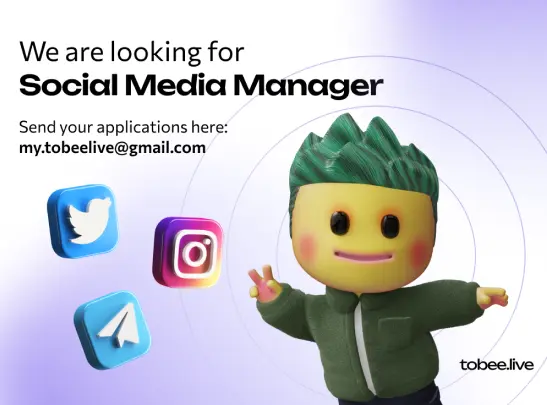 We are looking for
Social Media Manager
Send your applications here:
my.tobeelive@gmail.com
tobee.live